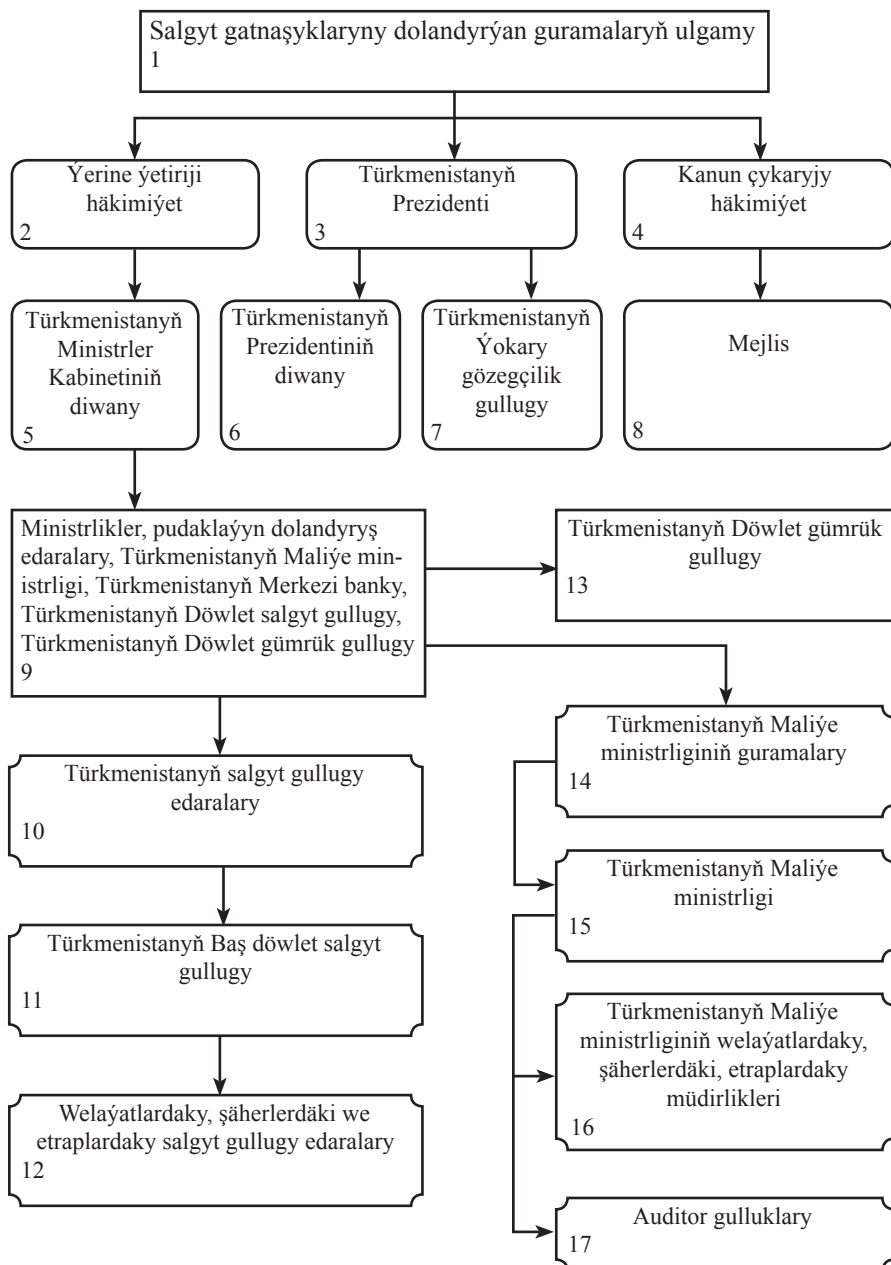 Salgyt gatnaşyklaryny dolandyrýan guramalaryň ulgamy
1
Ýerine ýetiriji
häkimiýet
2
Türkmenistanyň
Prezidenti
3
Kanun çykaryjy
häkimiýet
4
Türkmenistanyň
Ministrler
Kabinetiniň
diwany
5
Türkmenistanyň
Prezidentiniň
diwany
6
Türkmenistanyň
Ýokary
gözegçilik
gullugy
7
Mejlis
8
Ministrlikler, pudaklaýyn dolandyryş
edaralary, Türkmenistanyň Maliýe min-
istrligi, Türkmenistanyň Merkezi banky,
Türkmenistanyň Döwlet salgyt gullugy,
Türkmenistanyň Döwlet gümrük gullugy
9
Türkmenistanyň Döwlet gümrük
gullugy
13
Türkmenistanyň salgyt gullugy
edaralary
10
Türkmenistanyň Baş döwlet salgyt
gullugy
11
Welaýatlardaky, şäherlerdäki we
etraplardaky salgyt gullugy edaralary
12
Türkmenistanyň Maliýe
ministrliginiň guramalary
14
Türkmenistanyň Maliýe
ministrligi
15
Türkmenistanyň Maliýe
ministrliginiň welaýatlardaky,
şäherlerdäki, etraplardaky
müdirlikleri
16
Auditor gulluklary
17